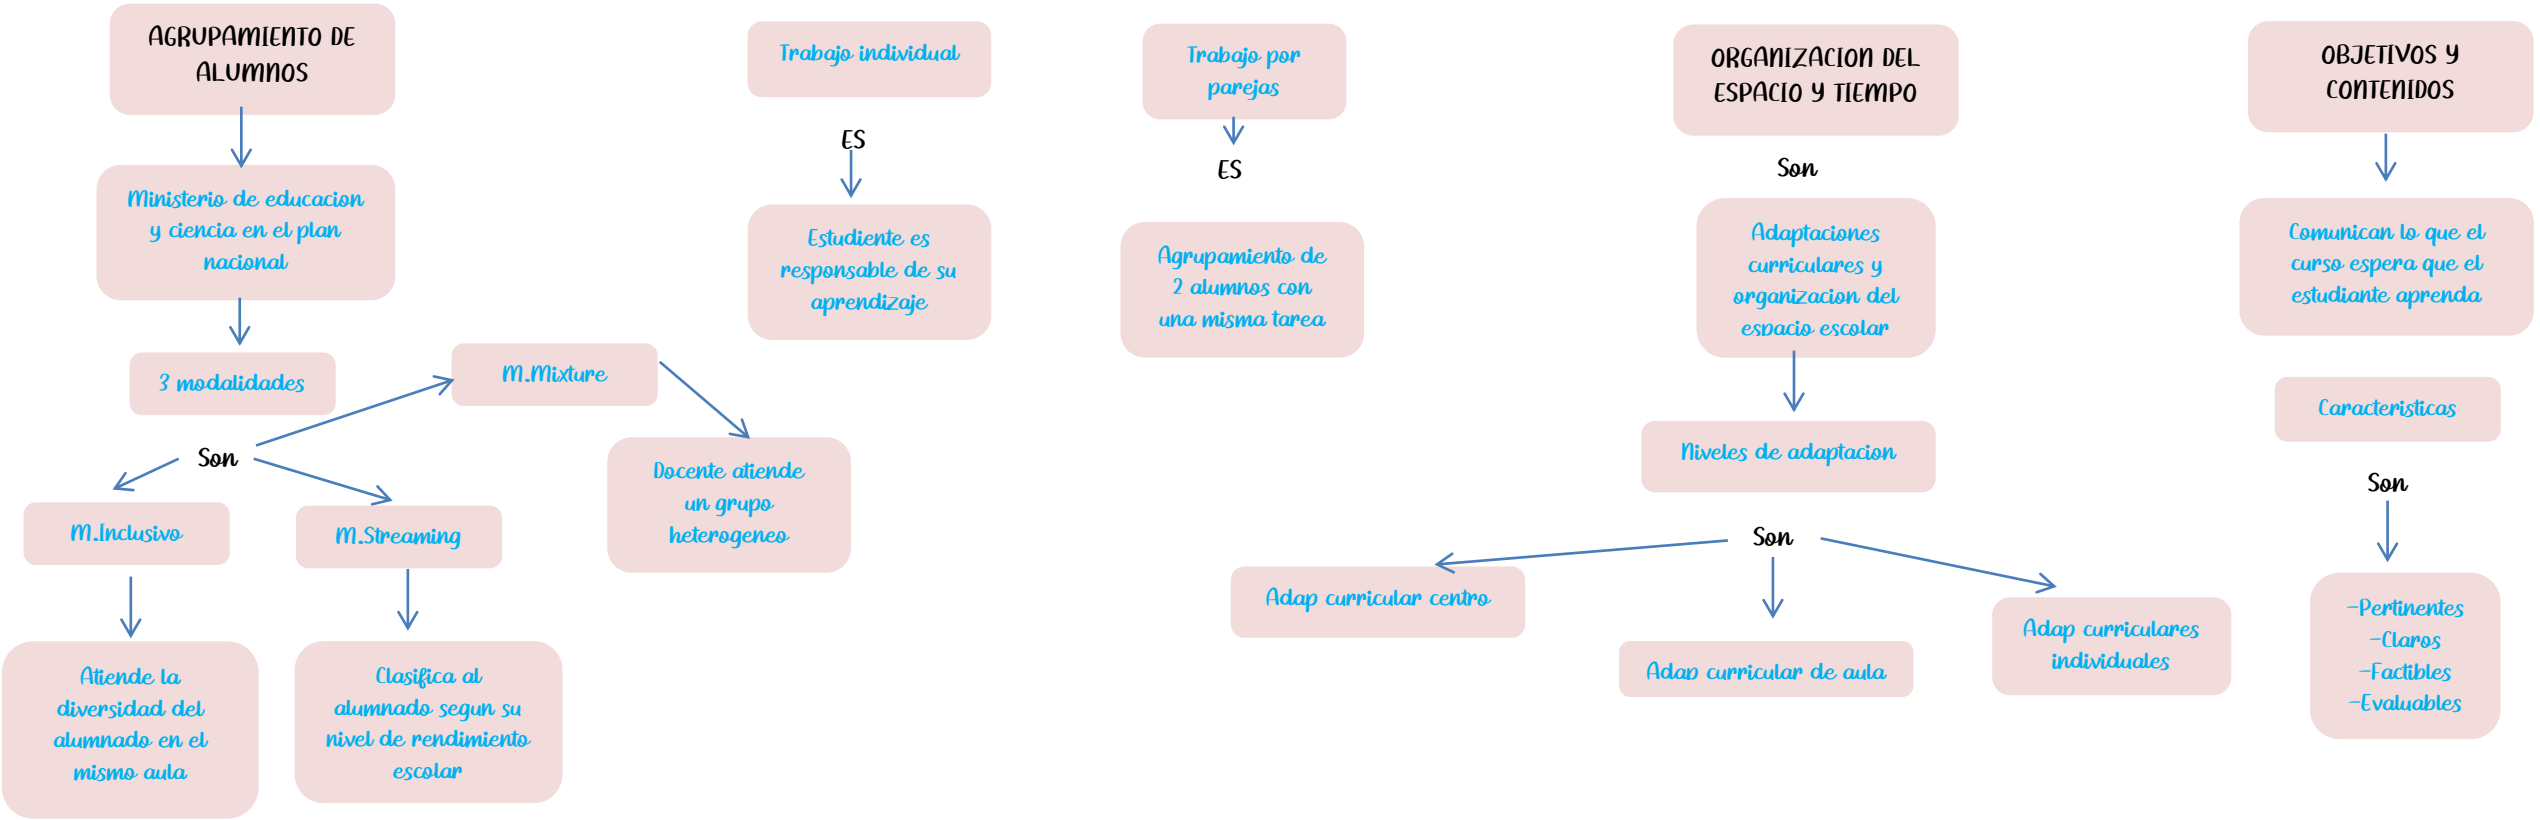 AGRUPAMIENTO DE
ALUMNOS
Ministerio de educacion
y ciencia en el plan
nacional
3 modalidades
Son
M.Inclusivo
Atiende la
diversidad del
alumnado en el
mismo aula
M.Streaming
Clasifica al
alumnado segun su
nivel de rendimiento
escolar
M.Mixture
Docente atiende
un grupo
heterogeneo
Trabajo individual
ES
Estudiente es
responsable de su
aprendizaje
Trabajo por
parejas
ES
Agrupamiento de
2 alumnos con
una misma tarea
ORGANIZACION DEL
ESPACIO Y TIEMPO
Son
Adaptaciones
curriculares y
organizacion del
espacio escolar
Niveles de adaptacion
Son
Adap curricular centro
Adap curricular de aula
Adap curriculares
individuales
OBJETIVOS Y
CONTENIDOS
Comunican lo que el
curso espera que el
estudiante aprenda
Caracteristicas
Son
-Pertinentes
-Claros
-Factibles
-Evaluables